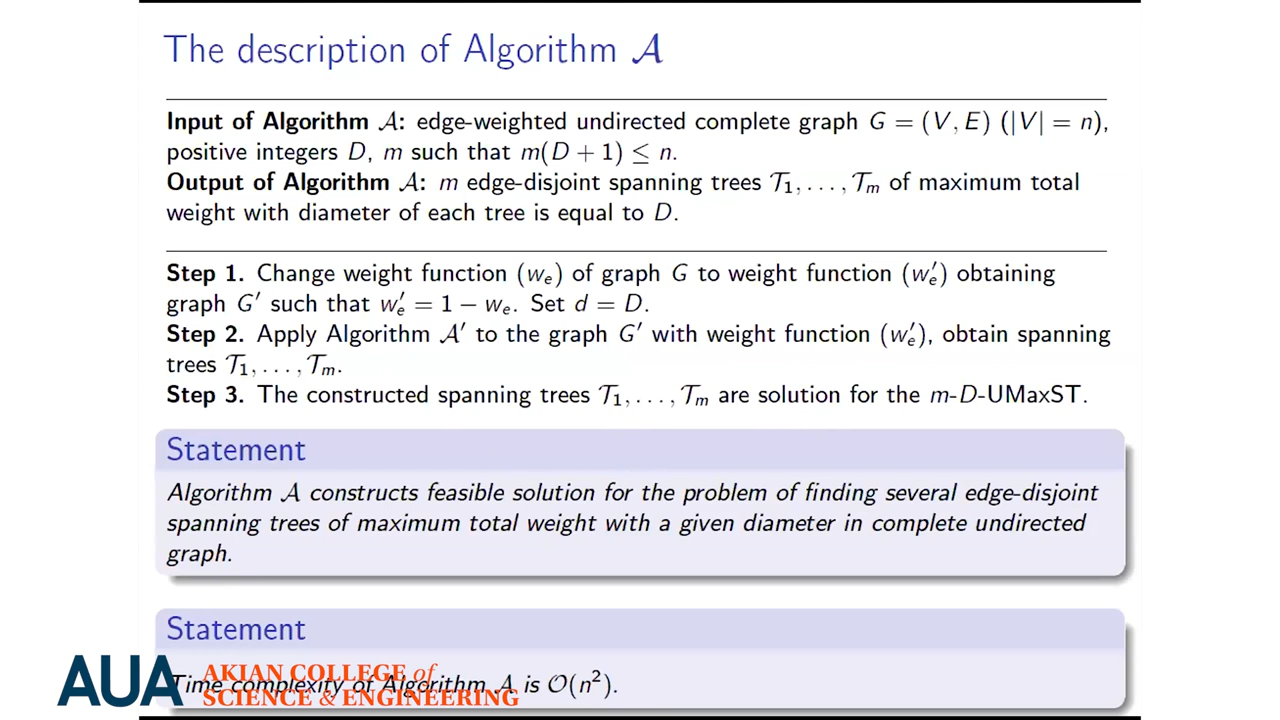 The description of Algorithm 𝒜
Input of Algorithm 𝒜: edge-weighted undirected complete graph G = (V, E) (|V| = n),
positive integers D, m such that m(D + 1) ≤ n.
Output of Algorithm 𝒜: m edge-disjoint spanning trees 𝒯₁, . . . , 𝒯ₘ of maximum total
weight with diameter of each tree is equal to D.
Step 1. Change weight function (wₑ) of graph G to weight function (w′ₑ) obtaining
graph G′ such that w′ₑ = 1 − wₑ. Set d = D.
Step 2. Apply Algorithm 𝒜′ to the graph G′ with weight function (w′ₑ), obtain spanning
trees 𝒯₁, . . . , 𝒯ₘ.
Step 3. The constructed spanning trees 𝒯₁, . . . , 𝒯ₘ are solution for the m-D-UMaxST.
Statement
Algorithm 𝒜 constructs feasible solution for the problem of finding several edge-disjoint
spanning trees of maximum total weight with a given diameter in complete undirected
graph.
Statement
Time complexity of Algorithm 𝒜 is 𝒪(n²).
AUA
AKIAN COLLEGE of
SCIENCE & ENGINEERING